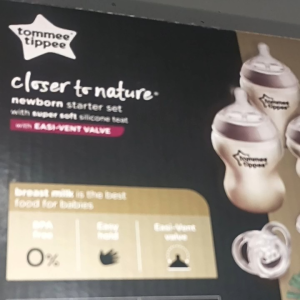 tommee
tippee
closer to nature®
newborn starter set
with super soft silicone teat
with EASI-VENT VALVE
breast milk is the best
food for babies
BPA
free
Easy
hold
Easi-Vent
valve
0%
tommee
tippee
tommee
tippee